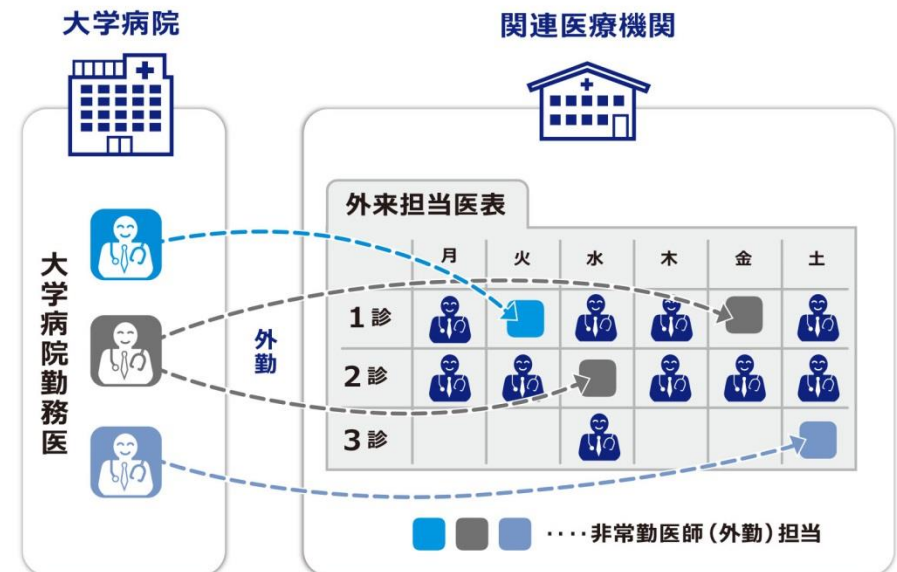 大学病院
関連医療機関
大学病院勤務医
外勤
外来担当医表
月 火 水 木 金 土
1診
2診
3診
‥‥非常勤医師(外勤)担当